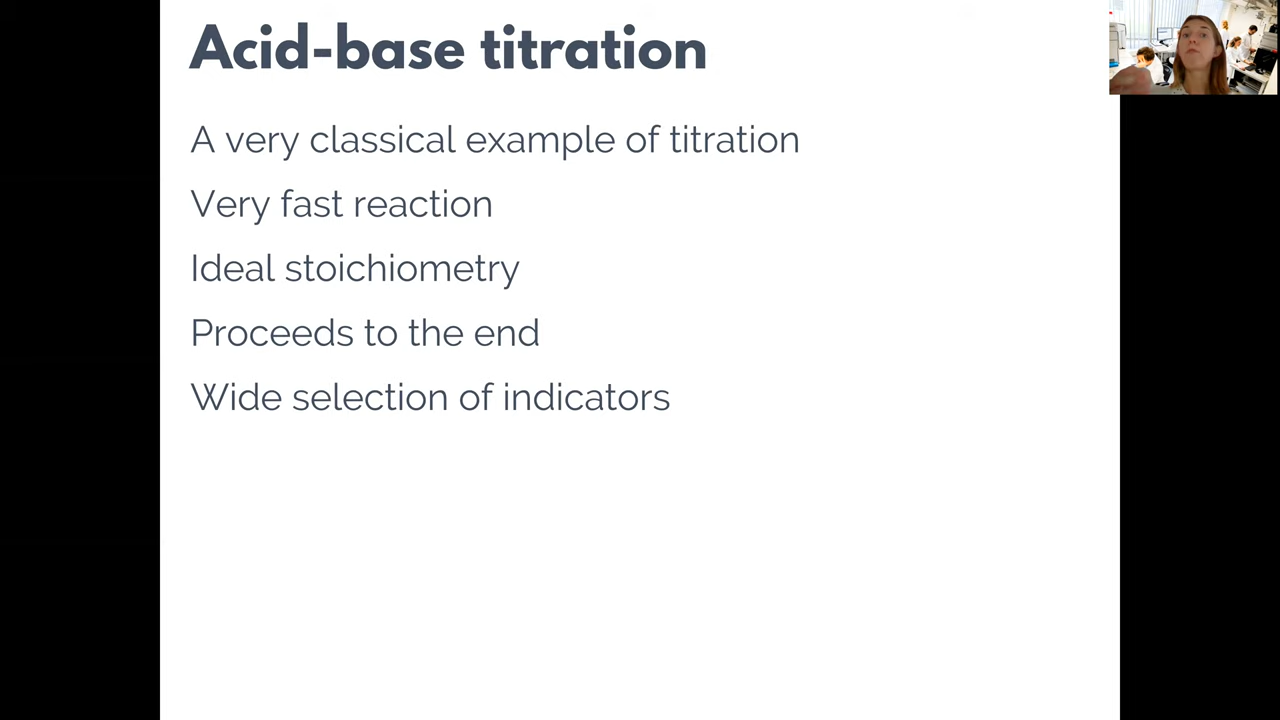 Acid-base titration
A very classical example of titration
Very fast reaction
Ideal stoichiometry
Proceeds to the end
Wide selection of indicators